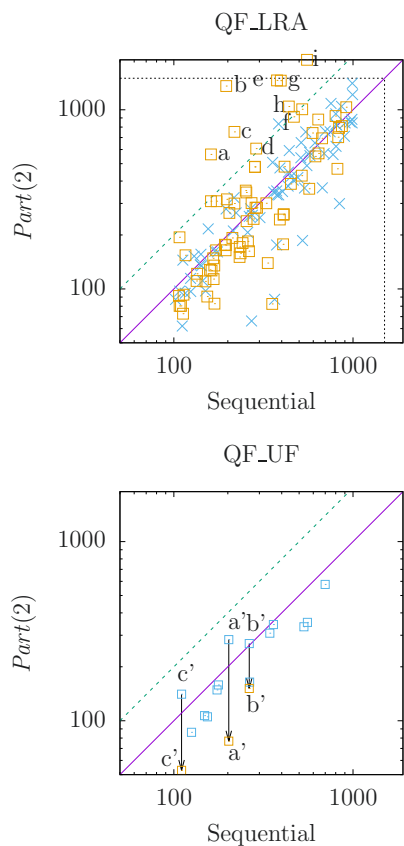 QF_LRA
i
e g
b
1000
h
f
c
d
a
Part(2)
100
100 1000
Sequential
QF_UF
1000
Part(2)
a' b'
c'
b'
100
a'
c'
100 1000
Sequential